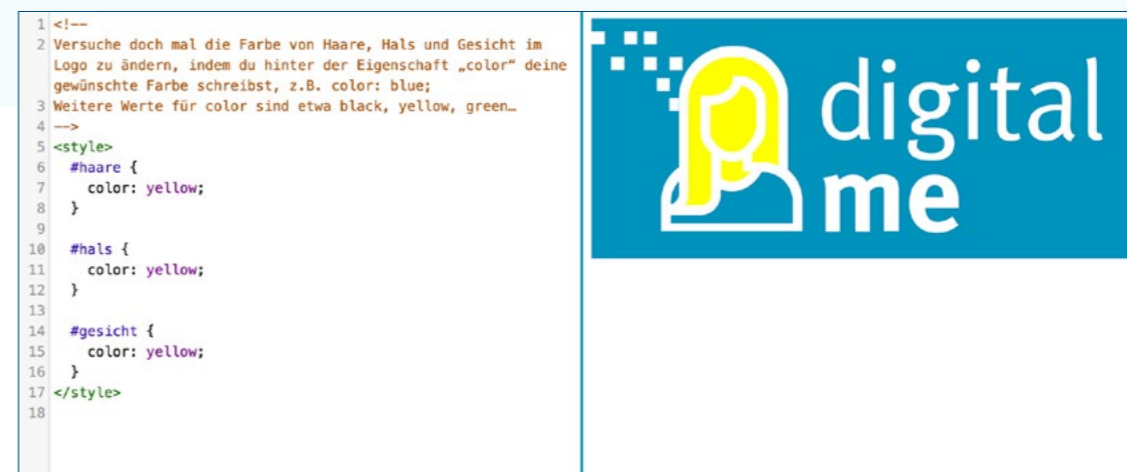 1 <!--
2 Versuche doch mal die Farbe von Haare, Hals und Gesicht im
Logo zu ändern, indem du hinter der Eigenschaft „color“ deine
gewünschte Farbe schreibst, z.B. color: blue;
3 Weitere Werte für color sind etwa black, yellow, green…
4 -->
5 <style>
6 #haare {
7 color: yellow;
8 }
9
10 #hals {
11 color: yellow;
12 }
13
14 #gesicht {
15 color: yellow;
16 }
17 </style>
18
digital
me